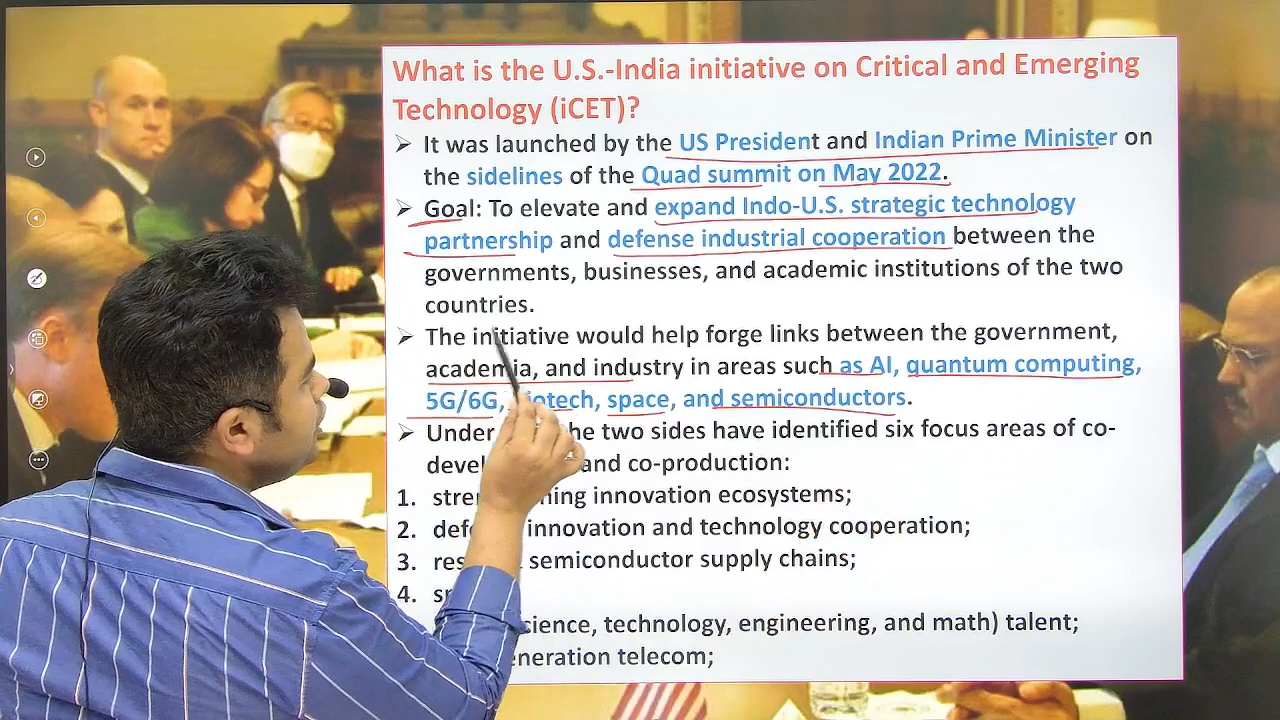 What is the U.S.-India initiative on Critical and Emerging
Technology (iCET)?
➢ It was launched by the US President and Indian Prime Minister on
the sidelines of the Quad summit on May 2022.
➢ Goal: To elevate and expand Indo-U.S. strategic technology
partnership and defense industrial cooperation between the
governments, businesses, and academic institutions of the two
countries.
➢ The initiative would help forge links between the government,
academia, and industry in areas such as AI, quantum computing,
5G/6G, space, and semiconductors.
➢ Under the two sides have identified six focus areas of co-
and co-production:
1. innovation ecosystems;
2. innovation and technology cooperation;
3. semiconductor supply chains;
4.
science, technology, engineering, and math) talent;
telecom;